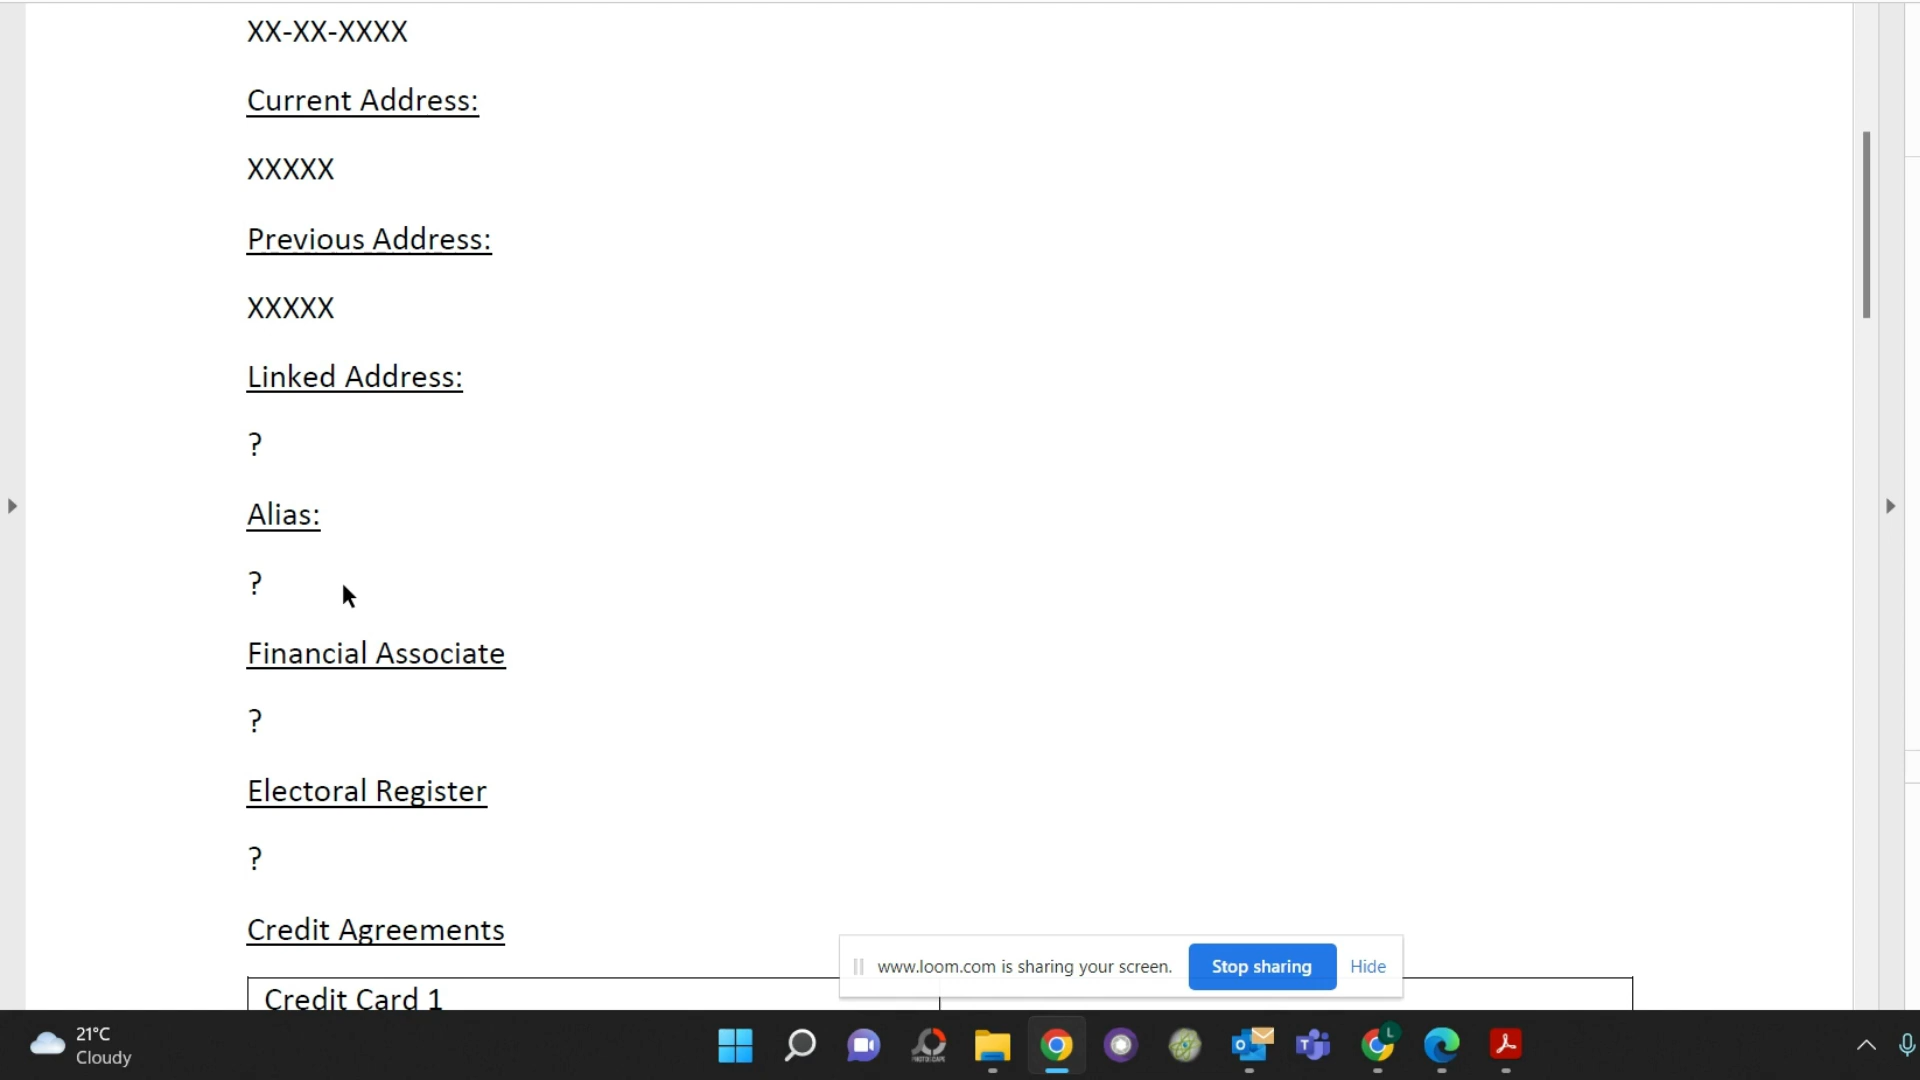 XX-XX-XXXX
Current Address:
XXXXX
Previous Address:
XXXXX
Linked Address:
?
Alias:
?
Financial Associate
?
Electoral Register
?
Credit Agreements
Credit Card 1
www.loom.com is sharing your screen.
Stop sharing
Hide
21°C
Cloudy
L